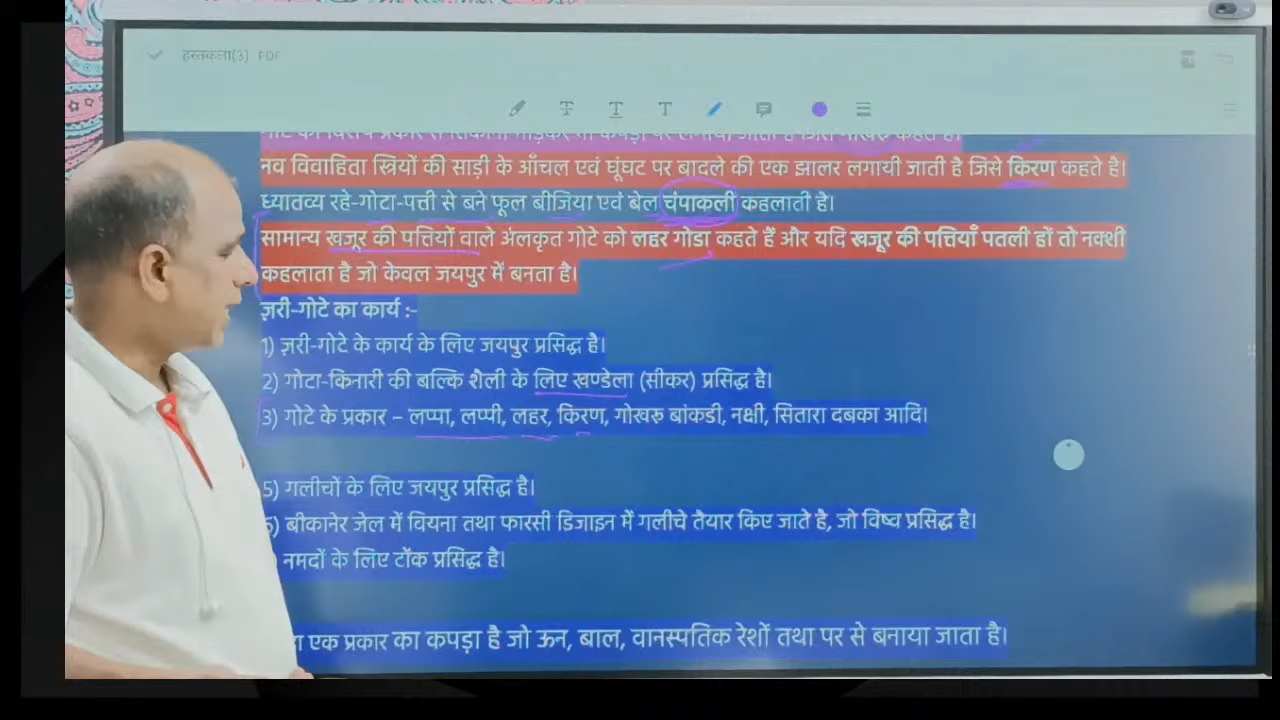 हस्तकला(3) PDF
नव विवाहिता स्त्रियों की साड़ी के आँचल एवं घूंघट पर बादले की एक झालर लगायी जाती है जिसे किरण कहते है।
ध्यातव्य रहे-गोटा-पत्ती से बने फूल बीजिया एवं बेल चंपाकली कहलाती है।
सामान्य खजूर की पत्तियों वाले अंलकृत गोटे को लहर गोडा कहते हैं और यदि खजूर की पत्तियाँ पतली हों तो नक्शी
कहलाता है जो केवल जयपुर में बनता है।
ज़री-गोटे का कार्य :-
1) ज़री-गोटे के कार्य के लिए जयपुर प्रसिद्ध है।
2) गोटा-किनारी की बल्कि शैली के लिए खण्डेला (सीकर) प्रसिद्ध है।
3) गोटे के प्रकार – लप्पा, लप्पी, लहर, किरण, गोखरू बांकडी, नक्षी, सितारा दबका आदि।
5) गलीचों के लिए जयपुर प्रसिद्ध है।
) बीकानेर जेल में वियना तथा फारसी डिजाइन में गलीचे तैयार किए जाते है, जो विष्व प्रसिद्ध है।
नमदों के लिए टॉक प्रसिद्ध है।
एक प्रकार का कपड़ा है जो ऊन, बाल, वानस्पतिक रेशों तथा पर से बनाया जाता है।